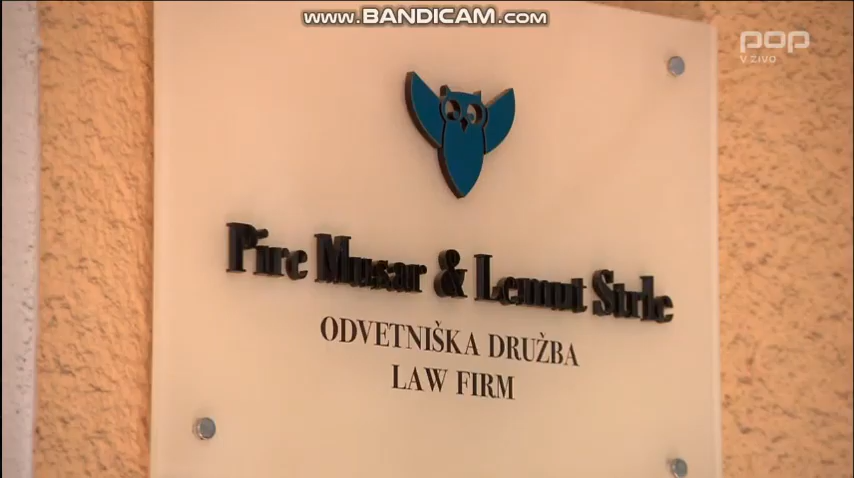 www.BANDICAM.com
pop
V ŽIVO
Pirc Musar & Lemut Strle
ODVETNIŠKA DRUŽBA
LAW FIRM